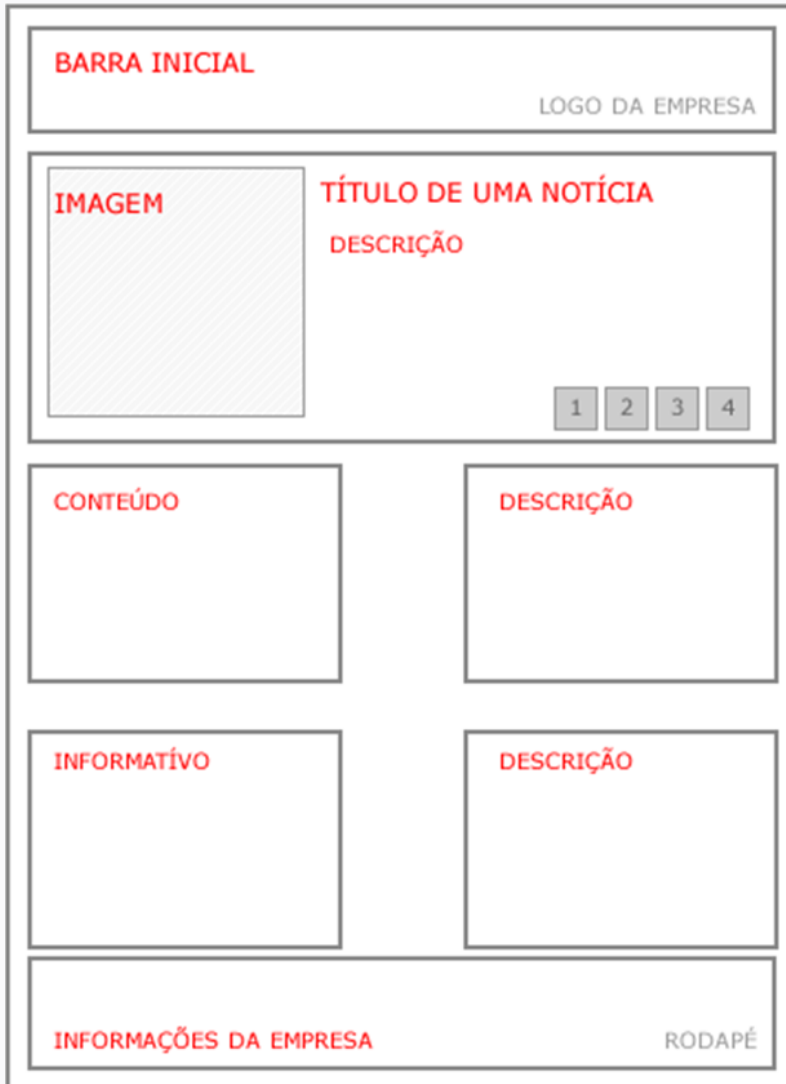 BARRA INICIAL
LOGO DA EMPRESA
IMAGEM
TÍTULO DE UMA NOTÍCIA
DESCRIÇÃO
1 2 3 4
CONTEÚDO
DESCRIÇÃO
INFORMATÍVO
DESCRIÇÃO
INFORMAÇÕES DA EMPRESA
RODAPÉ